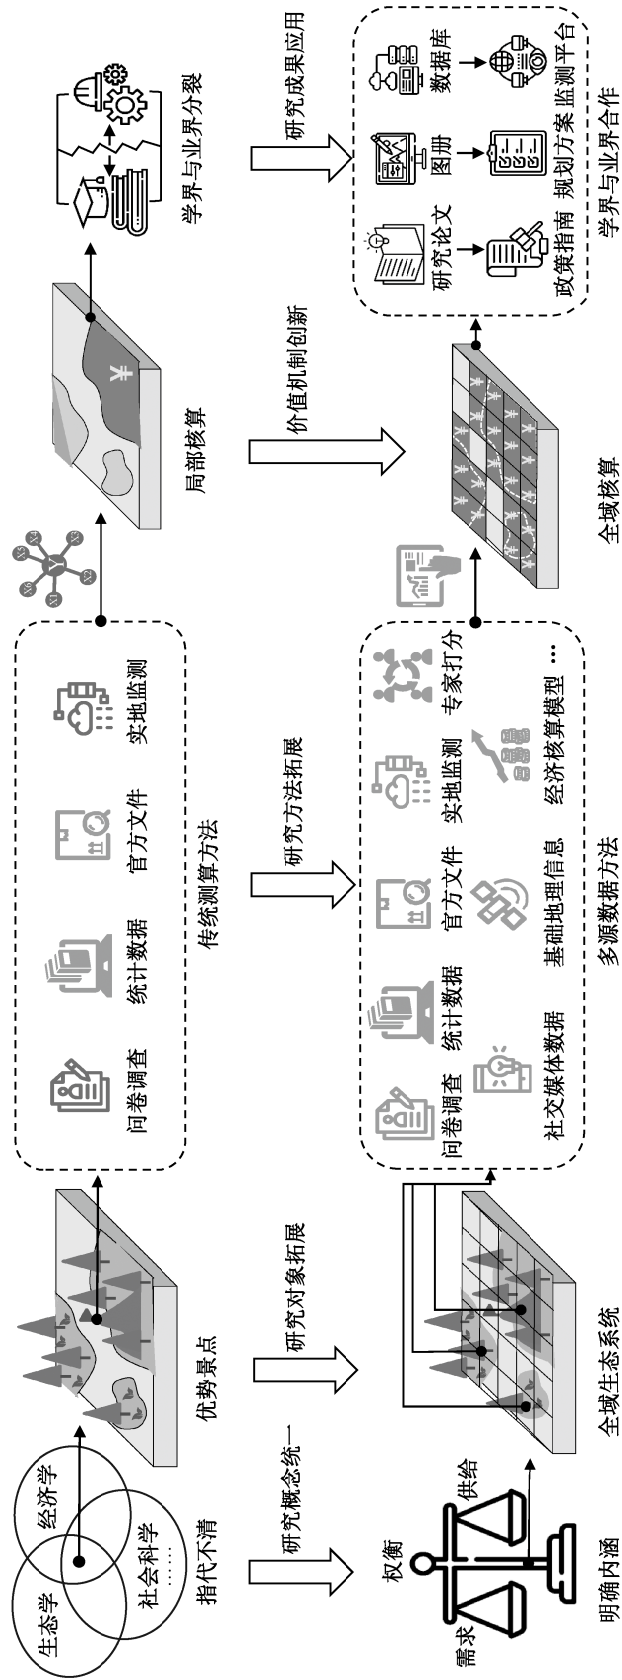 生态学
经济学
社会科学
……
指代不清
优势景点
问卷调查
统计数据
官方文件
实地监测
传统测算方法
Y
X1
X2
X3
X4
X5
X6
¥
局部核算
学界与业界分裂
研究概念统一
研究对象拓展
研究方法拓展
价值机制创新
研究成果应用
权衡
需求
供给
明确内涵
全域生态系统
问卷调查
统计数据
官方文件
实地监测
专家打分
社交媒体数据
基础地理信息
经济核算模型
…
多源数据方法
全域核算
研究论文
图册
数据库
政策指南
规划方案
监测平台
学界与业界合作